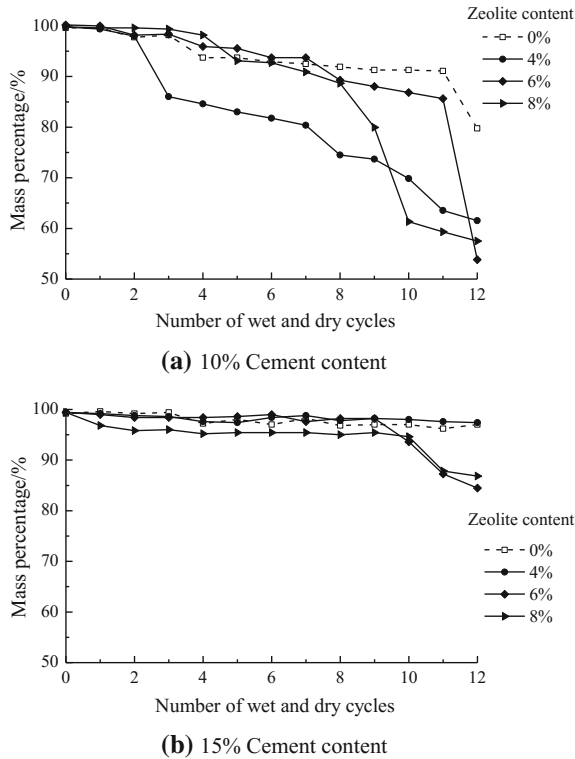 Zeolite content
0%
4%
6%
8%
100
90
80
70
60
50
Mass percentage/%
0 2 4 6 8 10 12
Number of wet and dry cycles
(a) 10% Cement content
100
90
80
70
60
50
Mass percentage/%
Zeolite content
0%
4%
6%
8%
0 2 4 6 8 10 12
Number of wet and dry cycles
(b) 15% Cement content